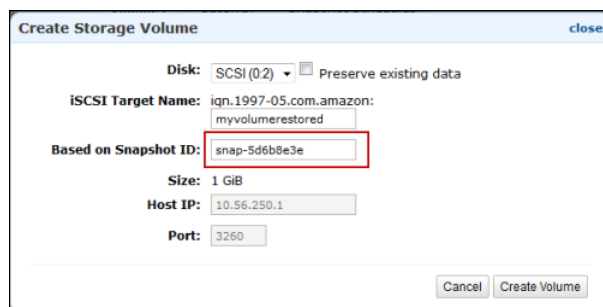 Create Storage Volume close
Disk: SCSI (0:2) Preserve existing data
iSCSI Target Name: iqn.1997-05.com.amazon:
myvolumerestored
Based on Snapshot ID: snap-5d6b8e3e
Size: 1 GiB
Host IP: 10.56.250.1
Port: 3260
Cancel Create Volume